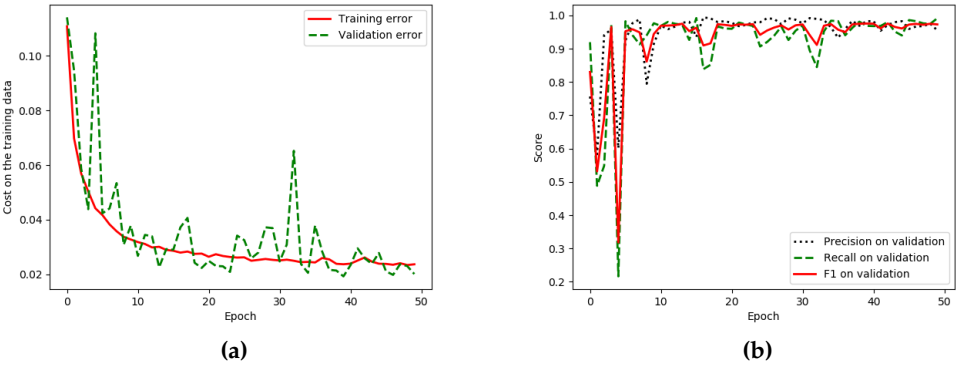 Training error
Validation error
Cost on the training data
0.10
0.08
0.06
0.04
0.02
0 10 20 30 40 50
Epoch
(a)
Score
1.0
0.9
0.8
0.7
0.6
0.5
0.4
0.3
0.2
Precision on validation
Recall on validation
F1 on validation
0 10 20 30 40 50
Epoch
(b)